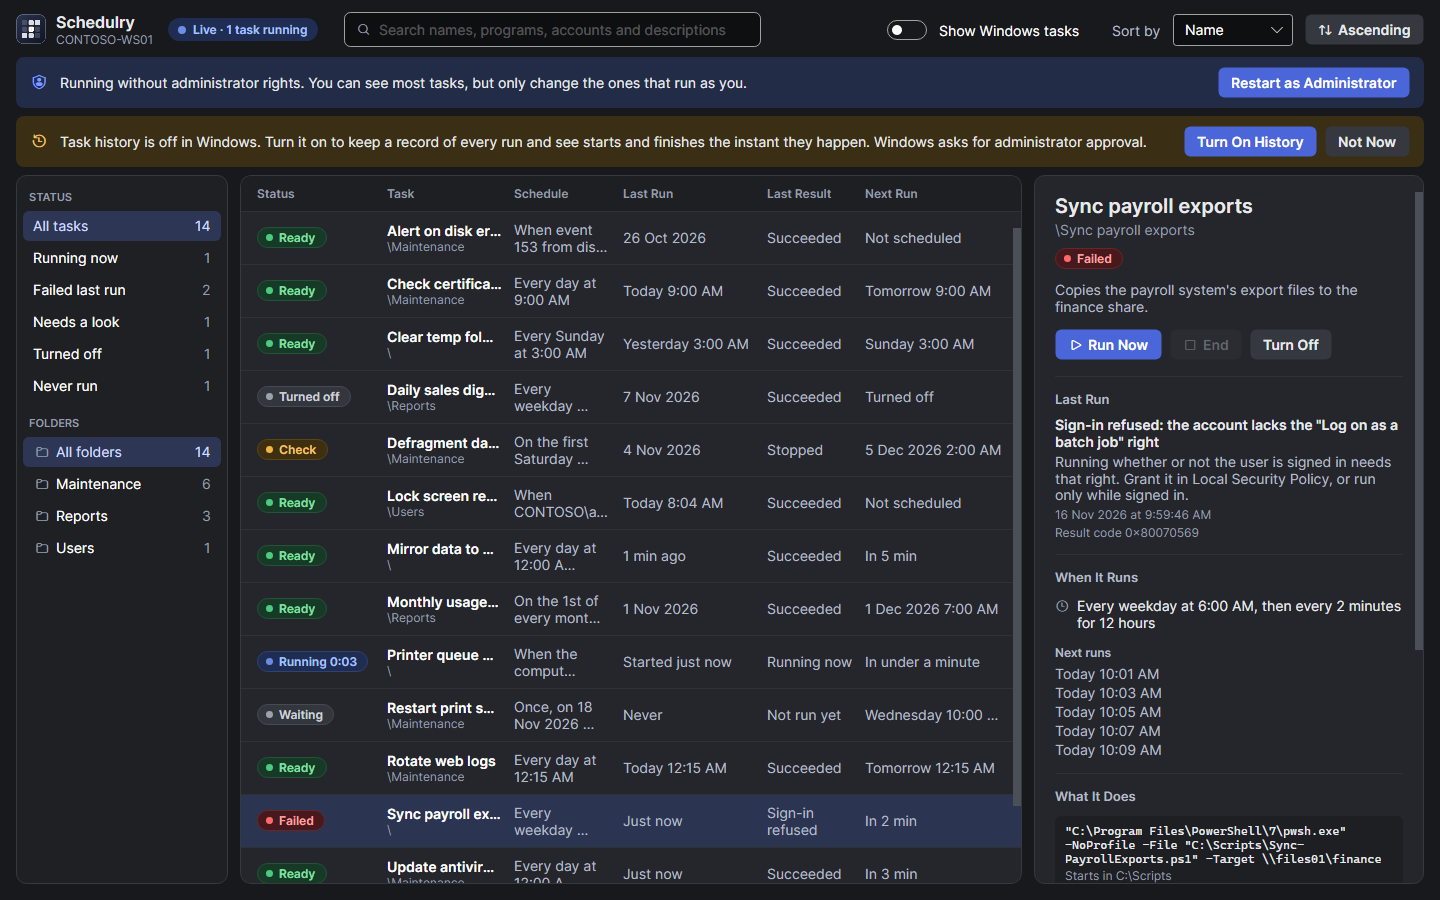 Schedulry
CONTOSO-WS01
Live · 1 task running
Search names, programs, accounts and descriptions
Show Windows tasks
Sort by
Name
Ascending
Running without administrator rights. You can see most tasks, but only change the ones that run as you.
Restart as Administrator
Task history is off in Windows. Turn it on to keep a record of every run and see starts and finishes the instant they happen. Windows asks for administrator approval.
Turn On History
Not Now
STATUS
All tasks 14
Running now 1
Failed last run 2
Needs a look 1
Turned off 1
Never run 1
FOLDERS
All folders 14
Maintenance 6
Reports 3
Users 1
Status Task Schedule Last Run Last Result Next Run
Ready Alert on disk er... When event 26 Oct 2026 Succeeded Not scheduled
\Maintenance 153 from dis...
Ready Check certifica... Every day at Today 9:00 AM Succeeded Tomorrow 9:00 AM
\Maintenance 9:00 AM
Ready Clear temp fol... Every Sunday Yesterday 3:00 AM Succeeded Sunday 3:00 AM
\ at 3:00 AM
Turned off Daily sales dig... Every 7 Nov 2026 Succeeded Turned off
\Reports weekday ...
Check Defragment da... On the first 4 Nov 2026 Stopped 5 Dec 2026 2:00 AM
\Maintenance Saturday ...
Ready Lock screen re... When Today 8:04 AM Succeeded Not scheduled
\Users CONTOSO\a...
Ready Mirror data to ... Every day at 1 min ago Succeeded In 5 min
\ 12:00 A...
Ready Monthly usage... On the 1st of 1 Nov 2026 Succeeded 1 Dec 2026 7:00 AM
\Reports every mont...
Running 0:03 Printer queue ... When the Started just now Running now In under a minute
\ comput...
Waiting Restart print s... Once, on 18 Never Not run yet Wednesday 10:00 ...
\Maintenance Nov 2026 ...
Ready Rotate web logs Every day at Today 12:15 AM Succeeded Tomorrow 12:15 AM
\Maintenance 12:15 AM
Failed Sync payroll ex... Every Just now Sign-in In 2 min
\ weekday ... refused
Ready Update antivir... Every day at Just now Succeeded In 3 min
\Maintenance 12:00 A...
Sync payroll exports
\Sync payroll exports
Failed
Copies the payroll system's export files to the
finance share.
Run Now
End
Turn Off
Last Run
Sign-in refused: the account lacks the "Log on as a
batch job" right
Running whether or not the user is signed in needs
that right. Grant it in Local Security Policy, or run
only while signed in.
16 Nov 2026 at 9:59:46 AM
Result code 0x80070569
When It Runs
Every weekday at 6:00 AM, then every 2 minutes
for 12 hours
Next runs
Today 10:01 AM
Today 10:03 AM
Today 10:05 AM
Today 10:07 AM
Today 10:09 AM
What It Does
"C:\Program Files\PowerShell\7\pwsh.exe"
-NoProfile -File "C:\Scripts\Sync-
PayrollExports.ps1" -Target \\files01\finance
Starts in C:\Scripts